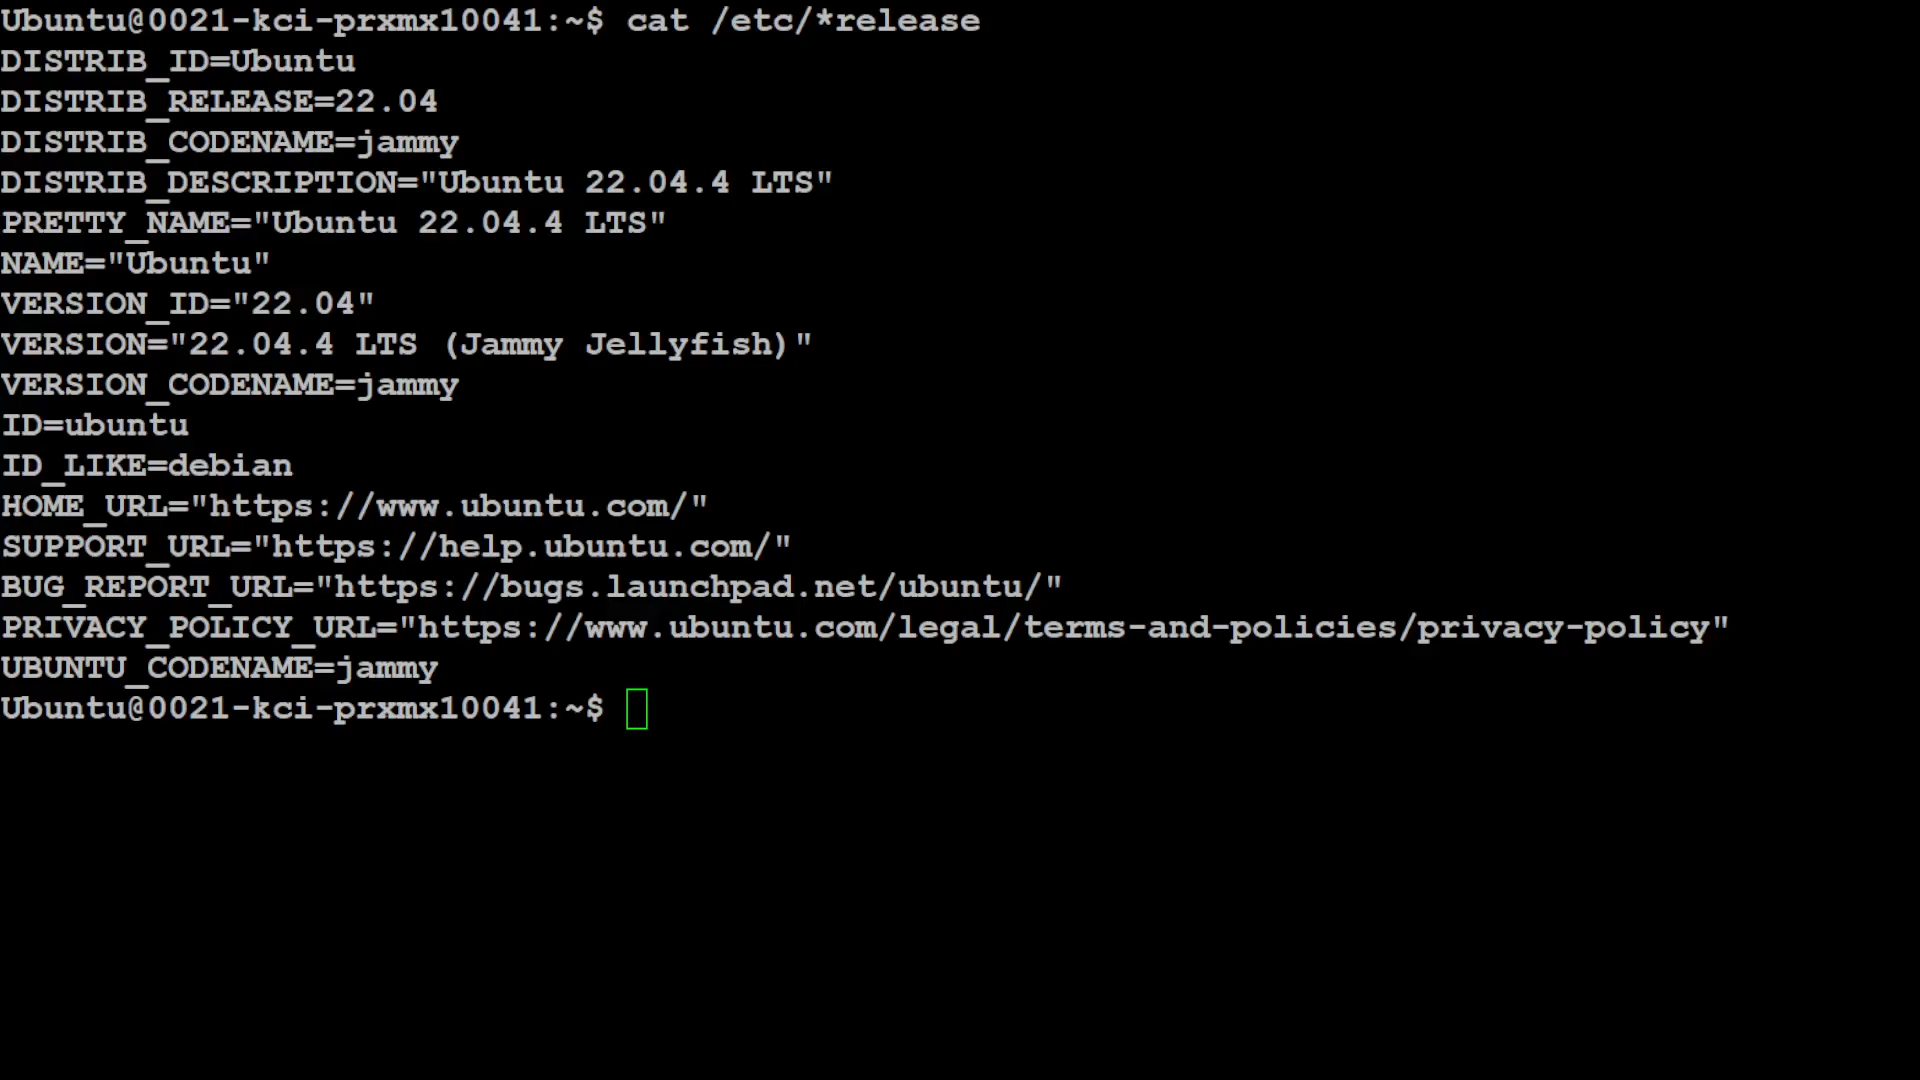 Ubuntu@0021-kci-prxmx10041:~$ cat /etc/*release
DISTRIB_ID=Ubuntu
DISTRIB_RELEASE=22.04
DISTRIB_CODENAME=jammy
DISTRIB_DESCRIPTION="Ubuntu 22.04.4 LTS"
PRETTY_NAME="Ubuntu 22.04.4 LTS"
NAME="Ubuntu"
VERSION_ID="22.04"
VERSION="22.04.4 LTS (Jammy Jellyfish)"
VERSION_CODENAME=jammy
ID=ubuntu
ID_LIKE=debian
HOME_URL="https://www.ubuntu.com/"
SUPPORT_URL="https://help.ubuntu.com/"
BUG_REPORT_URL="https://bugs.launchpad.net/ubuntu/"
PRIVACY_POLICY_URL="https://www.ubuntu.com/legal/terms-and-policies/privacy-policy"
UBUNTU_CODENAME=jammy
Ubuntu@0021-kci-prxmx10041:~$